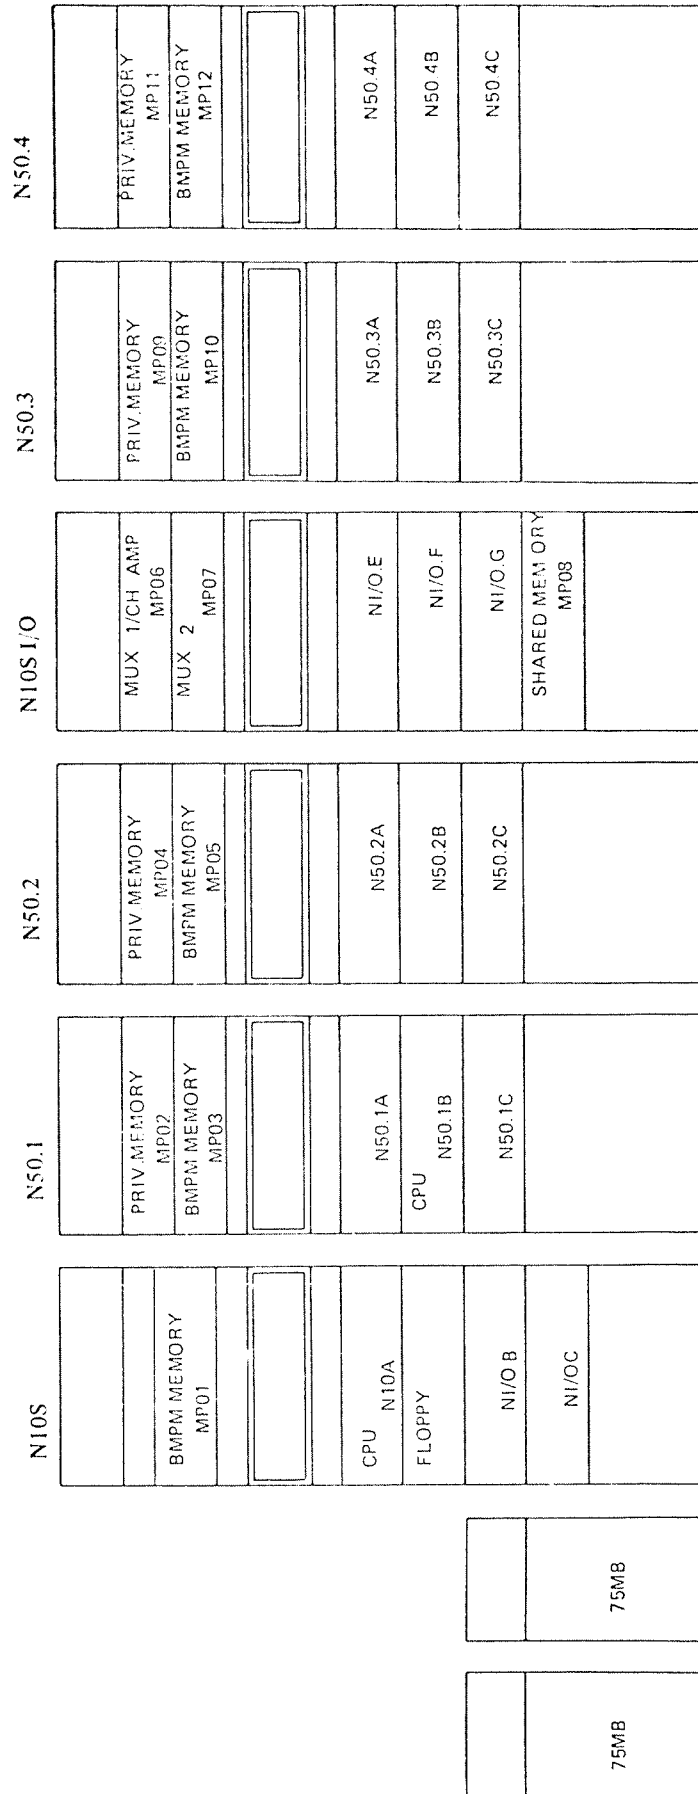 N10S
BMPM MEMORY
MP01
CPU
N10A
FLOPPY
NI/O B
NI/OC
75MB
75MB
N50.1
PRIV.MEMORY
MP02
BMPM MEMORY
MP03
N50.1A
CPU
N50.1B
N50.1C
N50.2
PRIV.MEMORY
MP04
BMPM MEMORY
MP05
N50.2A
N50.2B
N50.2C
N10S I/O
MUX 1/CH AMP
MP06
MUX 2
MP07
NI/O.E
NI/O.F
NI/O.G
SHARED MEMORY
MP08
N50.3
PRIV.MEMORY
MP09
BMPM MEMORY
MP10
N50.3A
N50.3B
N50.3C
N50.4
PRIV.MEMORY
MP11
BMPM MEMORY
MP12
N50.4A
N50.4B
N50.4C